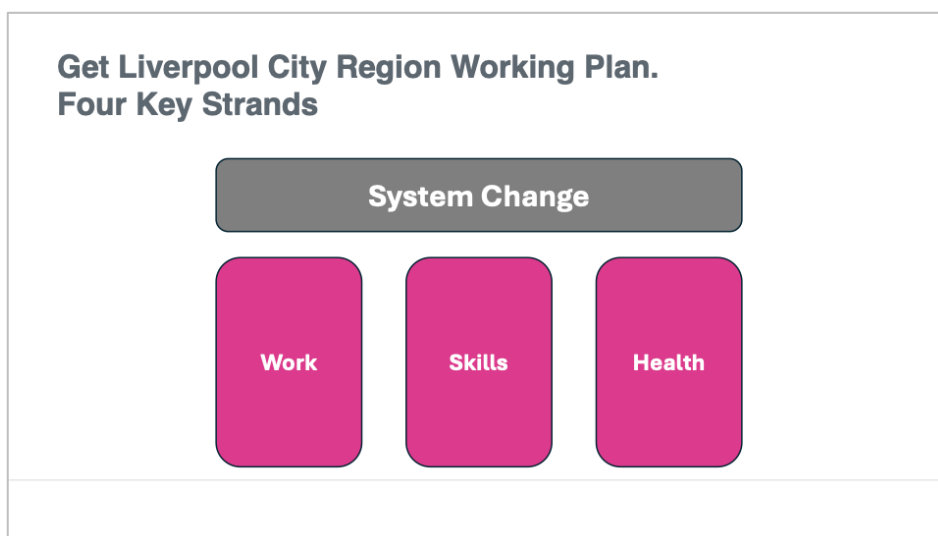 Get Liverpool City Region Working Plan.
Four Key Strands
System Change
Work
Skills
Health